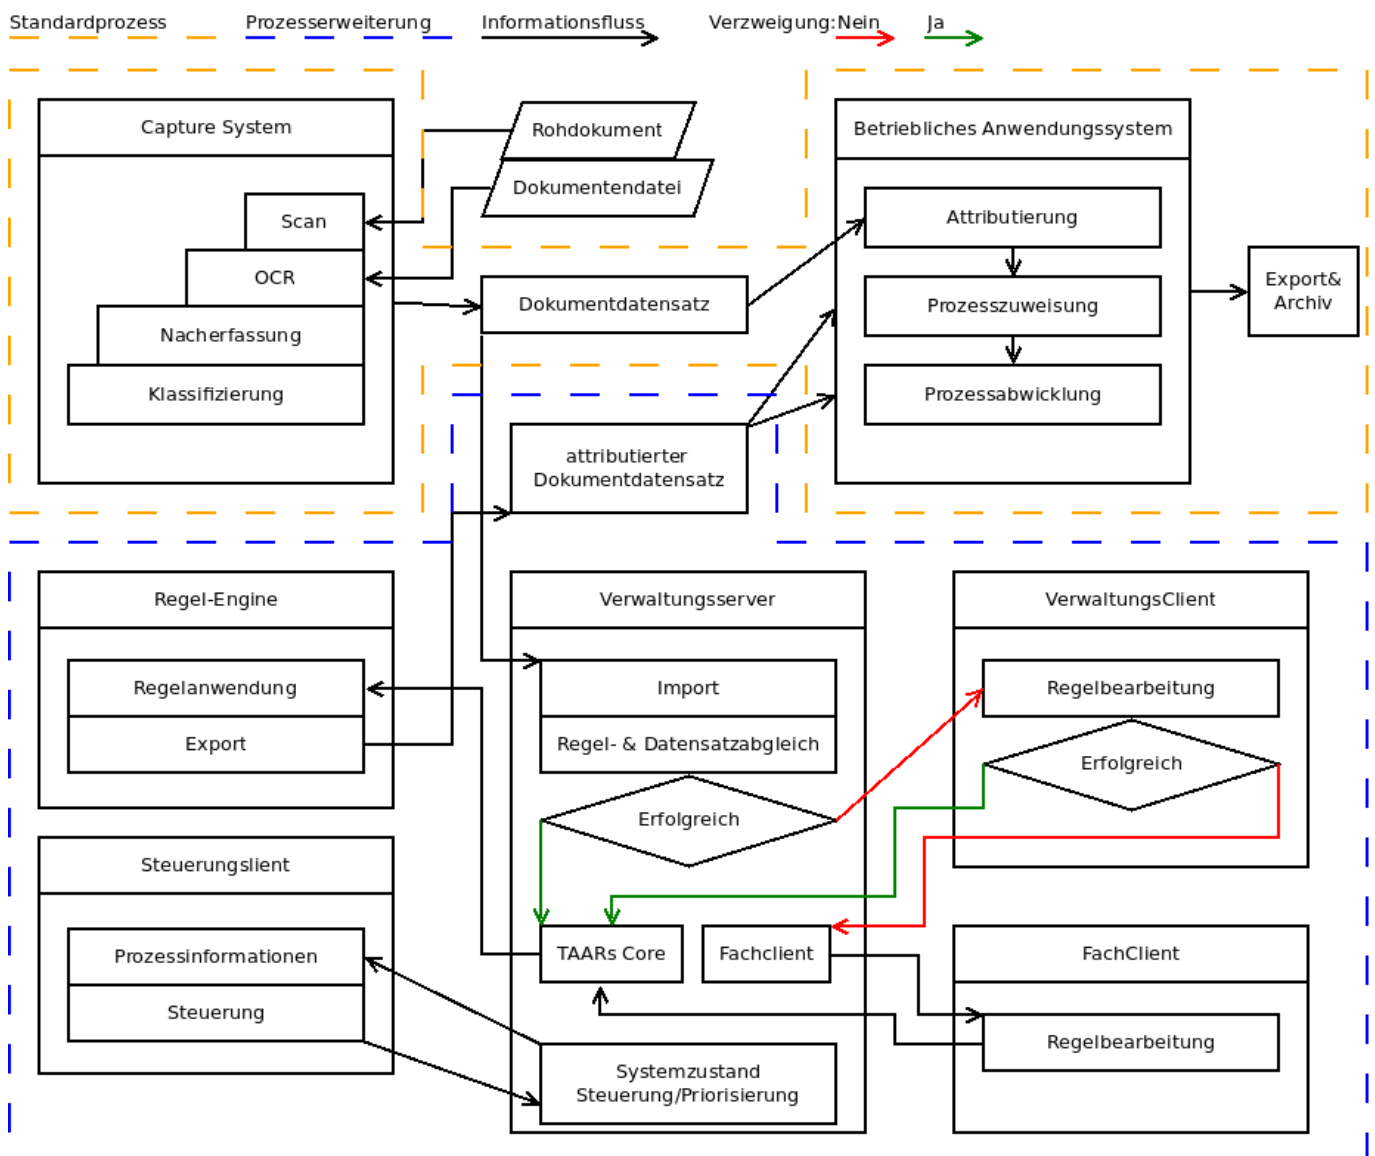 Standardprozess
Prozesserweiterung
Informationsfluss
Verzweigung:Nein
Ja
Capture System
Scan
OCR
Nacherfassung
Klassifizierung
Rohdokument
Dokumentendatei
Dokumentdatensatz
attributierter
Dokumentdatensatz
Betriebliches Anwendungssystem
Attributierung
Prozesszuweisung
Prozessabwicklung
Export&
Archiv
Regel-Engine
Regelanwendung
Export
Verwaltungsserver
Import
Regel- & Datensatzabgleich
Erfolgreich
TAARs Core
Fachclient
Systemzustand
Steuerung/Priorisierung
VerwaltungsClient
Regelbearbeitung
Erfolgreich
Steuerungslient
Prozessinformationen
Steuerung
FachClient
Regelbearbeitung